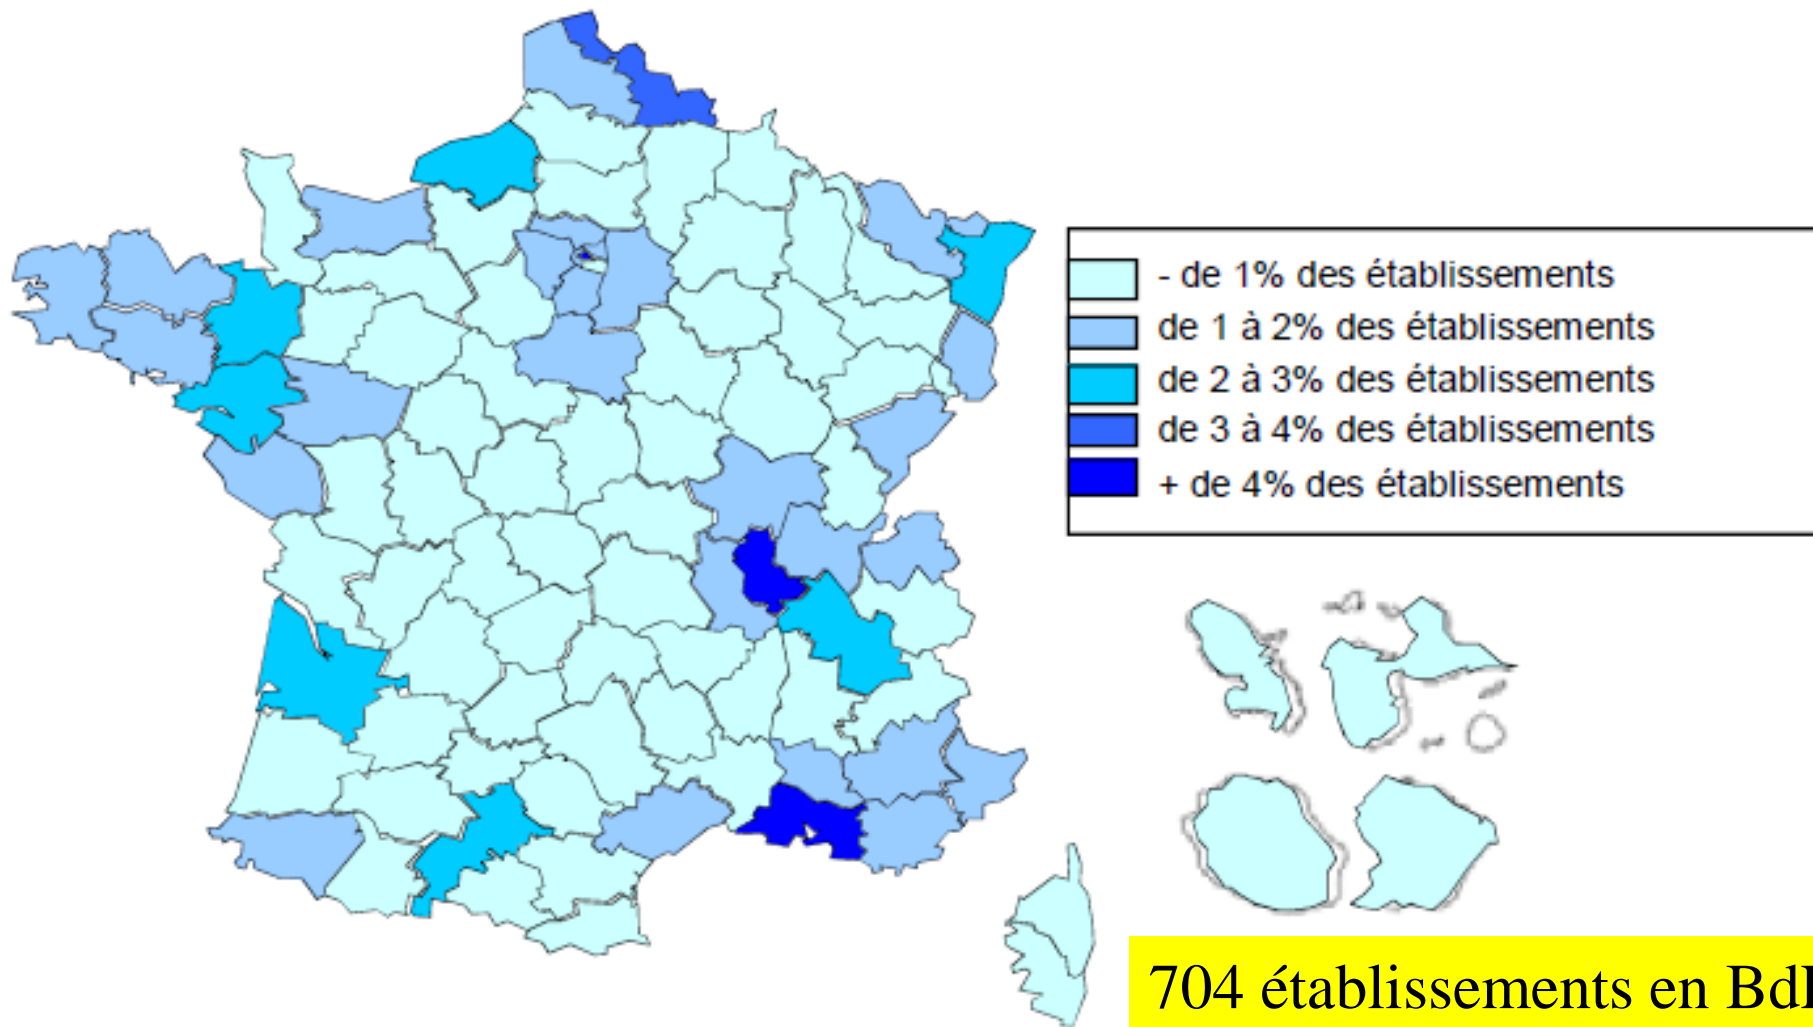 - de 1% des établissements
de 1 à 2% des établissements
de 2 à 3% des établissements
de 3 à 4% des établissements
+ de 4% des établissements
704 établissements en